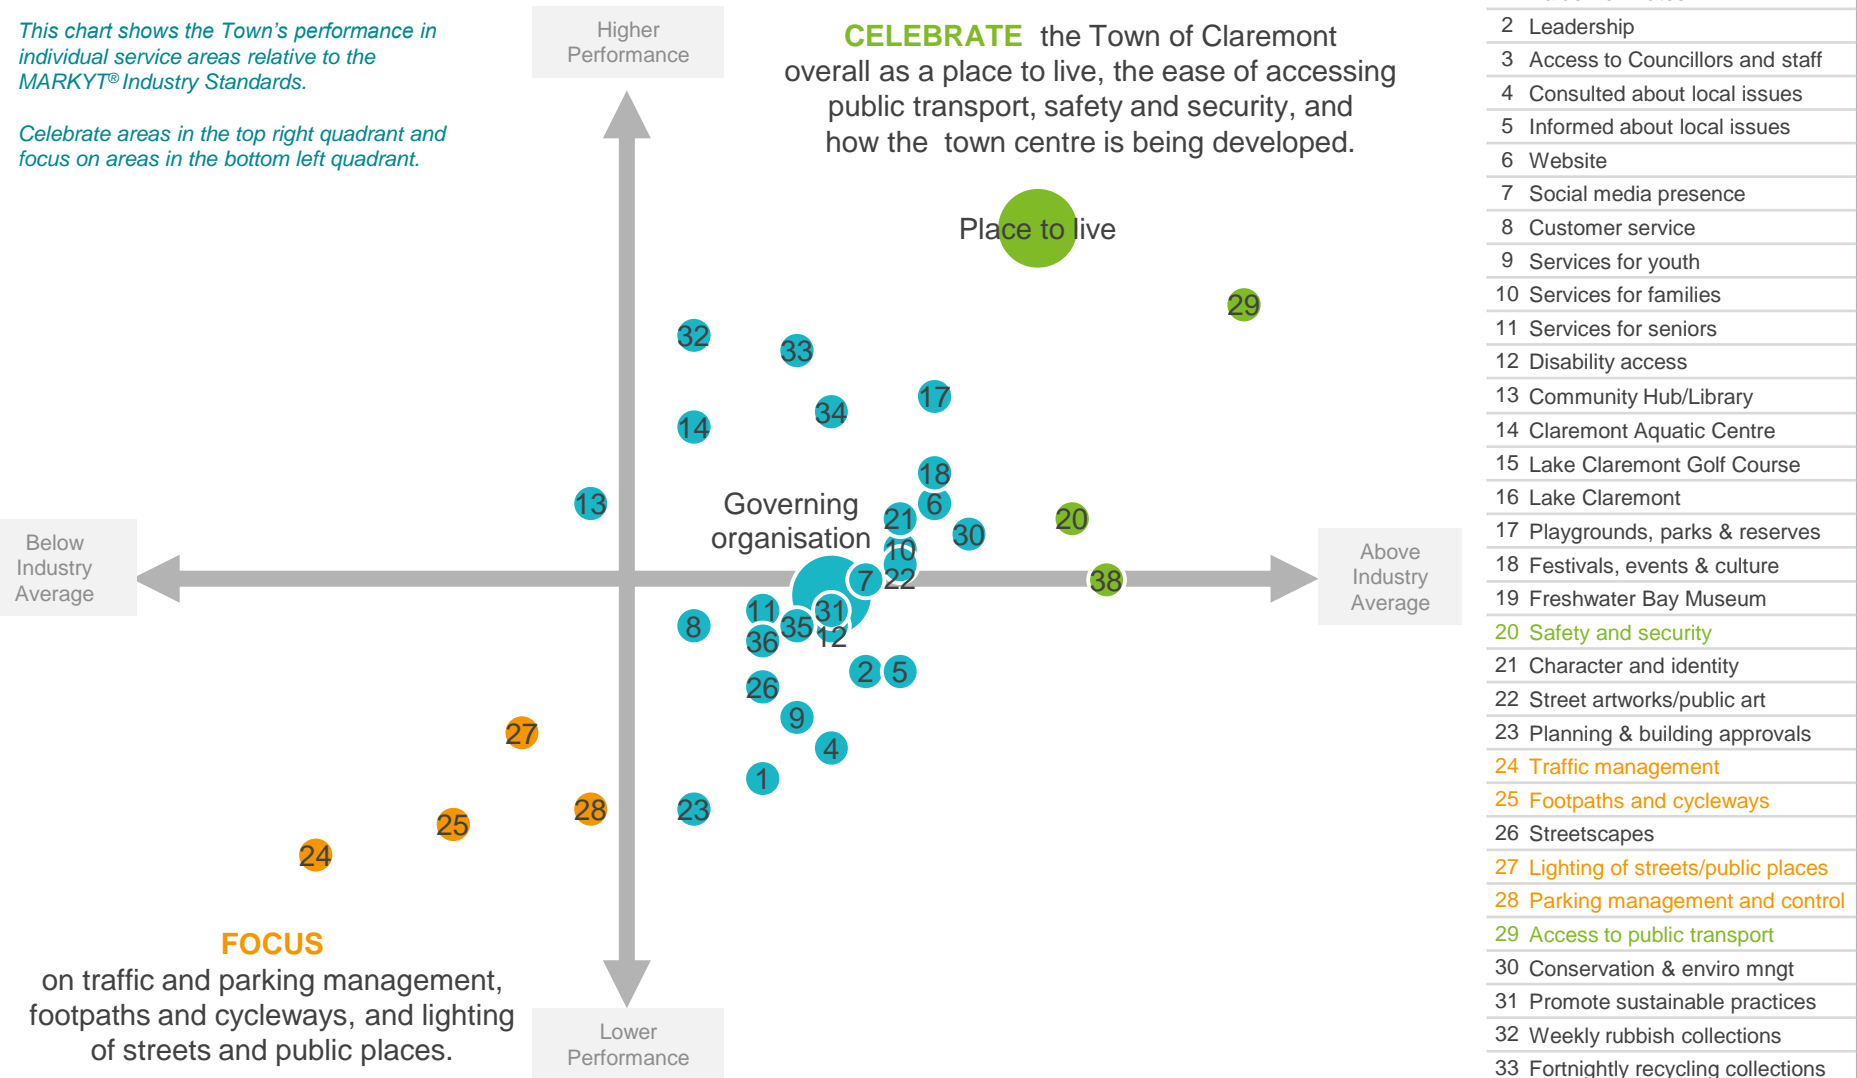 This chart shows the Town's performance in
individual service areas relative to the
MARKYT® Industry Standards.
Celebrate areas in the top right quadrant and
focus on areas in the bottom left quadrant.
Higher
Performance
CELEBRATE the Town of Claremont
overall as a place to live, the ease of accessing
public transport, safety and security, and
how the town centre is being developed.
Place to live
29
32
33
17
34
14
18
13
6
Governing
organisation
21
20
30
10
22
Below
Industry
Average
7
38
Above
Industry
Average
11
31
8
35
12
36
2
5
26
9
27
4
1
28
23
25
24
FOCUS
on traffic and parking management,
footpaths and cycleways, and lighting
of streets and public places.
Lower
Performance
2 Leadership
3 Access to Councillors and staff
4 Consulted about local issues
5 Informed about local issues
6 Website
7 Social media presence
8 Customer service
9 Services for youth
10 Services for families
11 Services for seniors
12 Disability access
13 Community Hub/Library
14 Claremont Aquatic Centre
15 Lake Claremont Golf Course
16 Lake Claremont
17 Playgrounds, parks & reserves
18 Festivals, events & culture
19 Freshwater Bay Museum
20 Safety and security
21 Character and identity
22 Street artworks/public art
23 Planning & building approvals
24 Traffic management
25 Footpaths and cycleways
26 Streetscapes
27 Lighting of streets/public places
28 Parking management and control
29 Access to public transport
30 Conservation & enviro mngt
31 Promote sustainable practices
32 Weekly rubbish collections
33 Fortnightly recycling collections